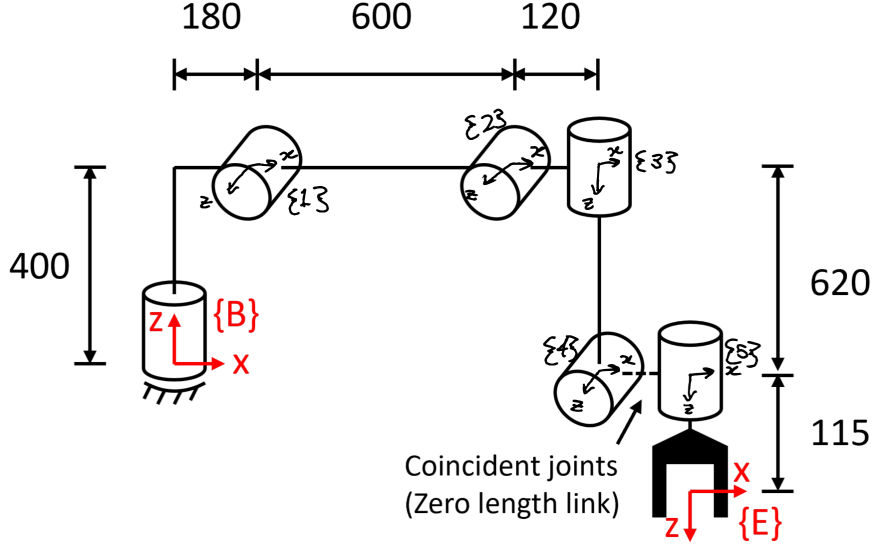 180 600 120
{2}
x x x {3}
z z z
{1}
400 620
{B}
z
x
{4} {5}
x x
z z
115
Coincident joints
(Zero length link)
x
z {E}